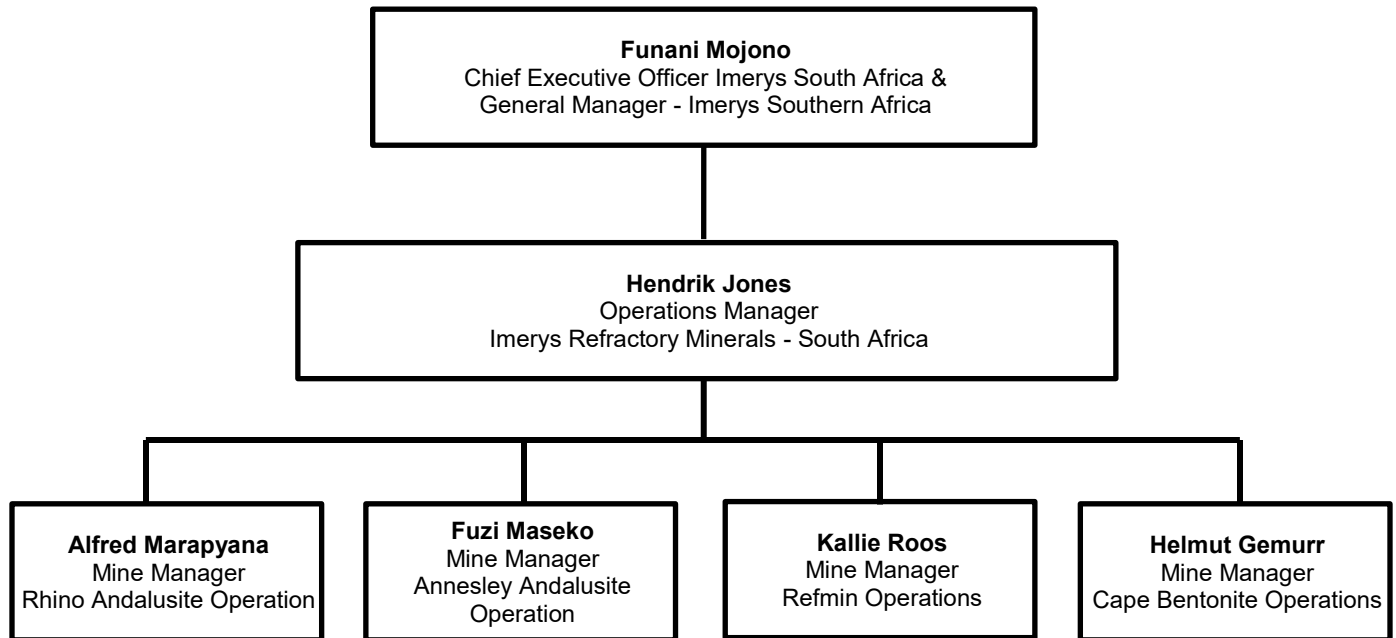 Funani Mojono
Chief Executive Officer Imerys South Africa &
General Manager - Imerys Southern Africa
Hendrik Jones
Operations Manager
Imerys Refractory Minerals - South Africa
Alfred Marapyana
Mine Manager
Rhino Andalusite Operation
Fuzi Maseko
Mine Manager
Annesley Andalusite
Operation
Kallie Roos
Mine Manager
Refmin Operations
Helmut Gemurr
Mine Manager
Cape Bentonite Operations